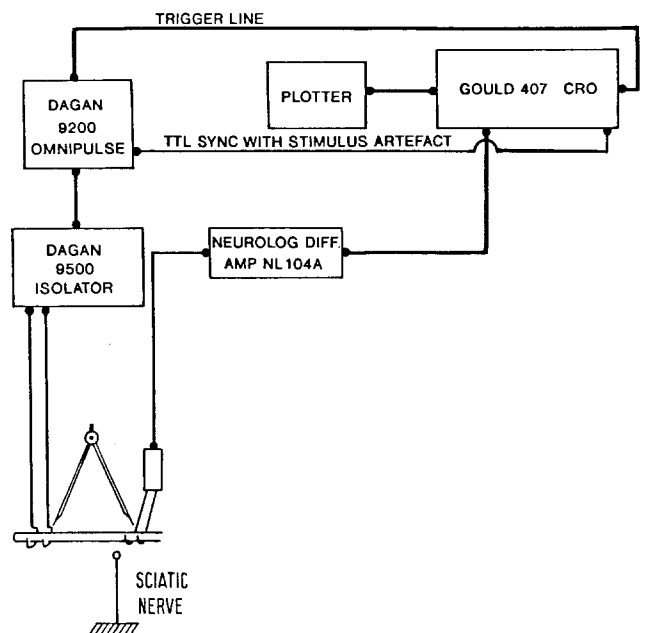 TRIGGER LINE
DAGAN
9200
OMNIPULSE
PLOTTER
GOULD 407 CRO
TTL SYNC WITH STIMULUS ARTEFACT
DAGAN
9500
ISOLATOR
NEUROLOG DIFF.
AMP NL104A
SCIATIC
NERVE